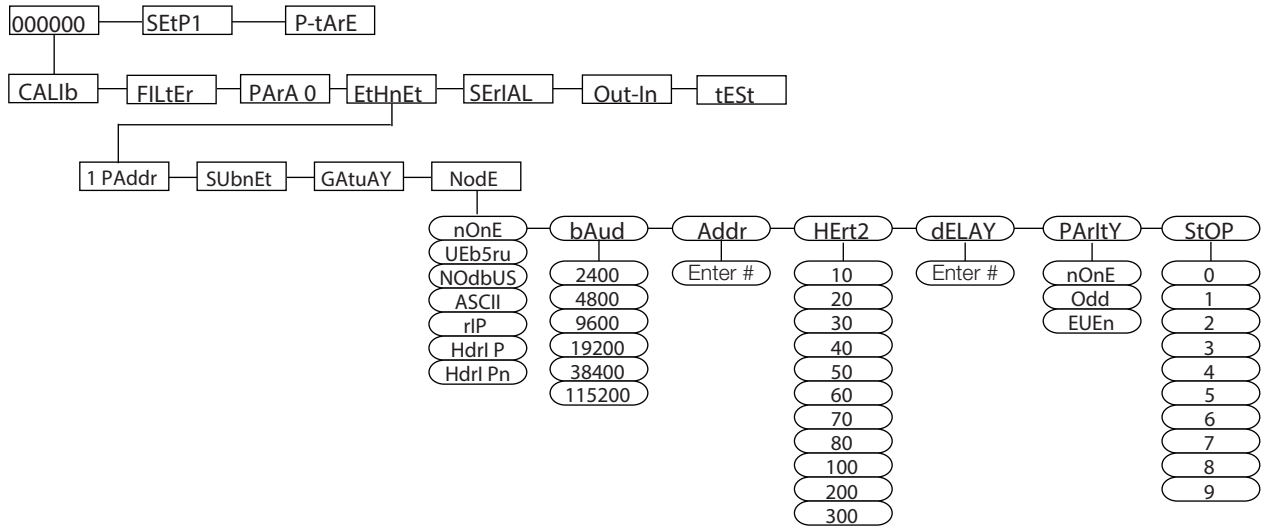 000000 SEtP1 P-tArE
CALIb FILtEr PArA 0 EtHnEt SErIAL Out-In tESt
1 PAddr SUbnEt GAtuAY NodE
nOnE bAud Addr HErt2 dELAY PArItY StOP
UEb5ru
NOdbUS 2400 Enter # 10 Enter # nOnE 0
ASCII 4800 20 Odd 1
rIP 9600 30 EUEn 2
HdrI P 19200 40 3
HdrI Pn 38400 50 4
115200 60 5
70 6
80 7
100 8
200 9
300